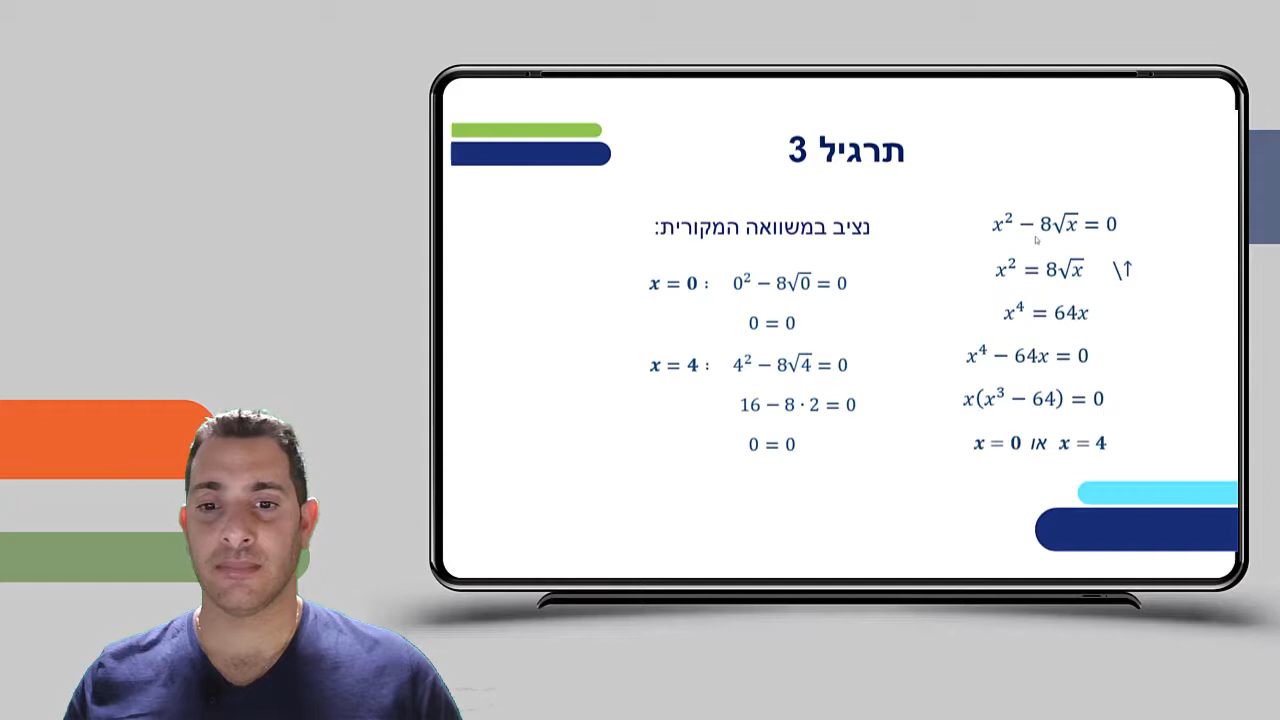 תרגיל 3
x² − 8√x = 0
x² = 8√x \↑
x⁴ = 64x
x⁴ − 64x = 0
x(x³ − 64) = 0
x = 0 או x = 4
נציב במשוואה המקורית:
x = 0 : 0² − 8√0 = 0
0 = 0
x = 4 : 4² − 8√4 = 0
16 − 8 · 2 = 0
0 = 0